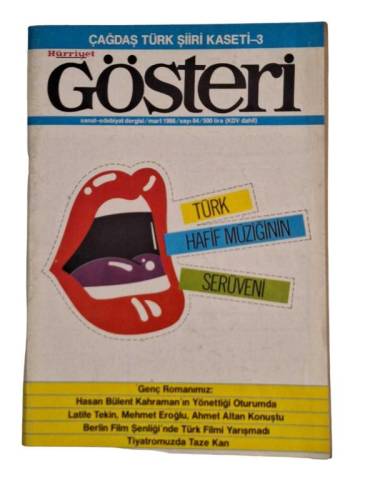 ÇAĞDAŞ TÜRK ŞİİRİ KASETİ-3
Hürriyet
Gösteri
sanat-edebiyat dergisi/mart 1988/sayı 64/500 lira (KDV dahil)
TÜRK
HAFİF MÜZİĞİNİN
SERÜVENİ
Genç Romanımız:
Hasan Bülent Kahraman'ın Yönettiği Oturumda
Latife Tekin, Mehmet Eroğlu, Ahmet Altan Konuştu
Berlin Film Şenliği'nde Türk Filmi Yarışmadı
Tiyatromuzda Taze Kan